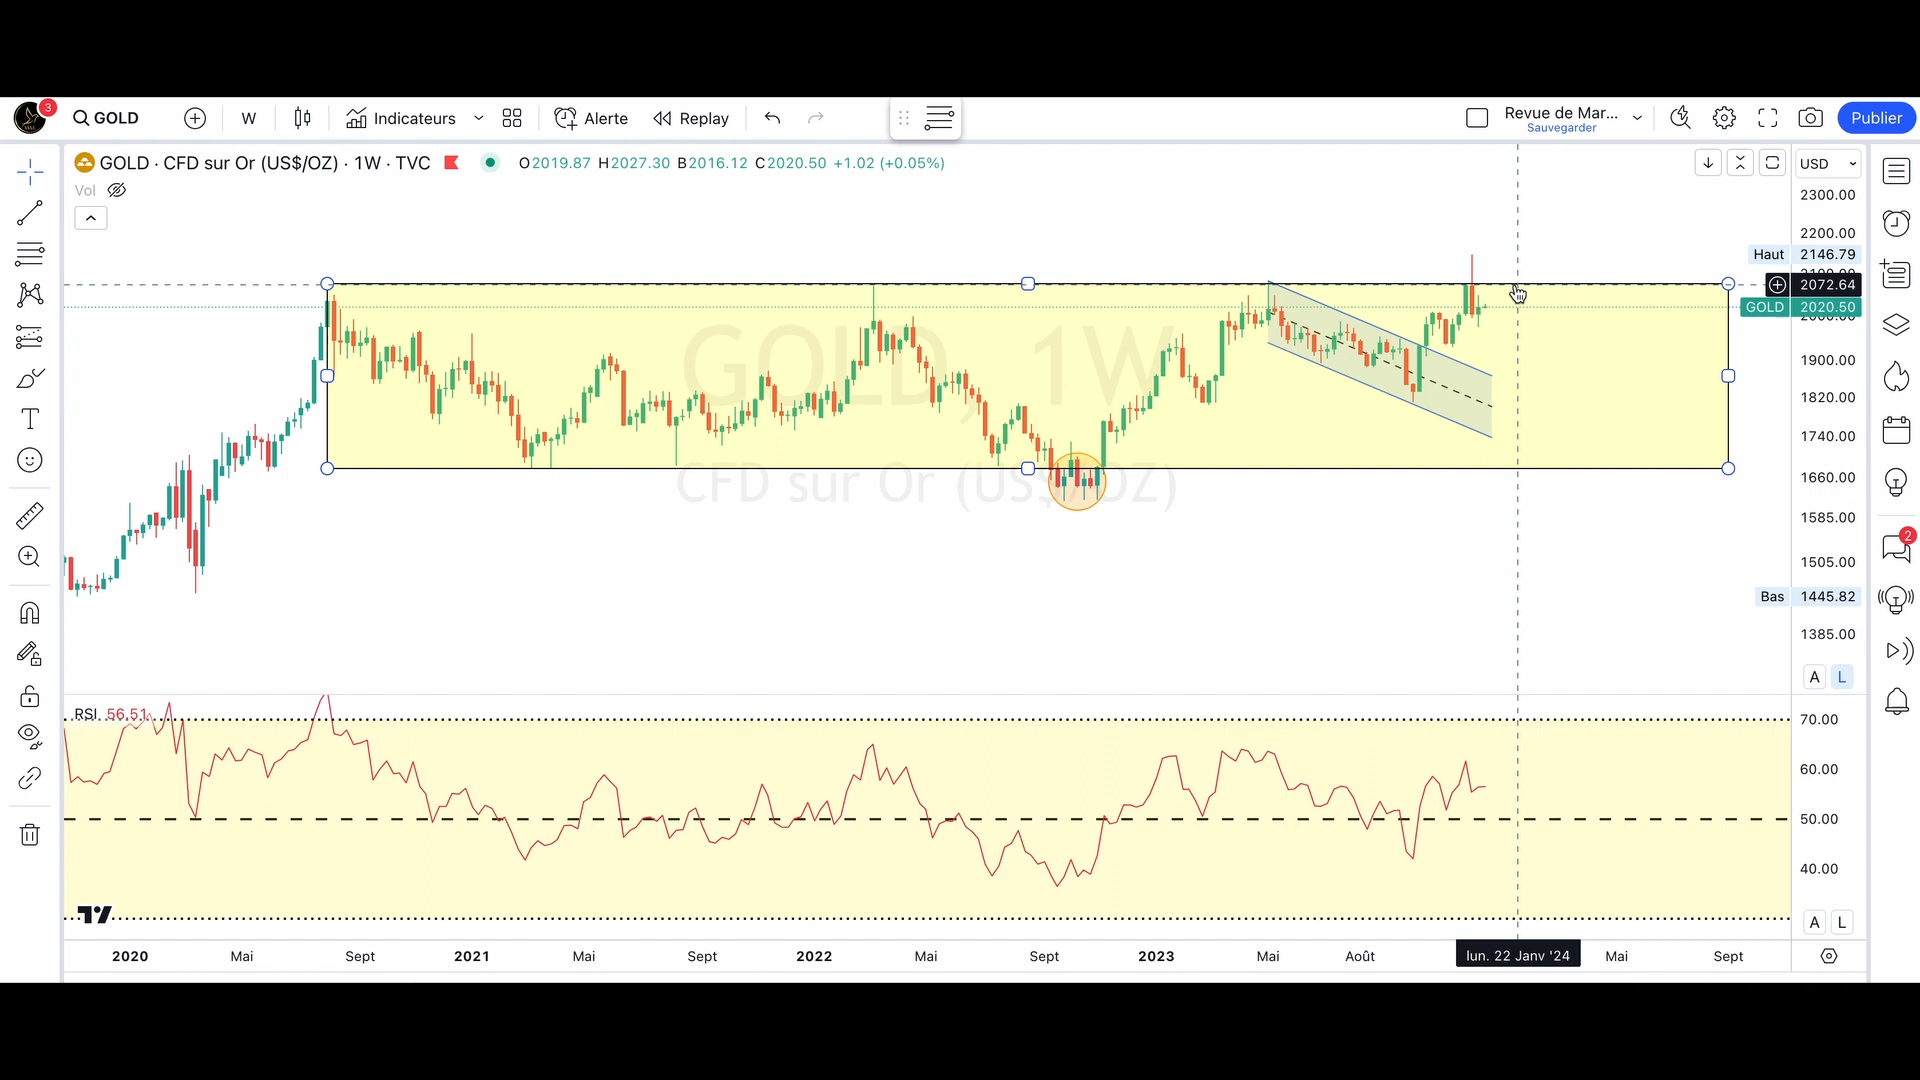 3
GOLD
W
Indicateurs
Alerte
Replay
Revue de Mar...
Sauvegarder
Publier
GOLD · CFD sur Or (US$/OZ) · 1W · TVC
O2019.87 H2027.30 B2016.12 C2020.50 +1.02 (+0.05%)
USD
Vol
2300.00
2200.00
Haut 2146.79
2072.64
GOLD 2020.50
GOLD, 1W
CFD sur Or (US$/OZ)
1900.00
1820.00
1740.00
1660.00
1585.00
1505.00
Bas 1445.82
1385.00
A L
2
RSI 56.51
70.00
60.00
50.00
40.00
A L
2020 Mai Sept 2021 Mai Sept 2022 Mai Sept 2023 Mai Août lun. 22 Janv '24 Mai Sept